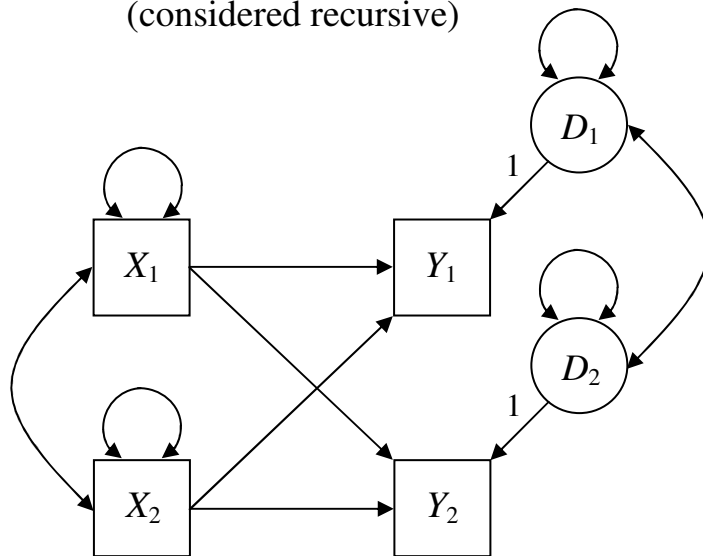 (considered recursive)
D₁
1
X₁
Y₁
D₂
1
X₂
Y₂